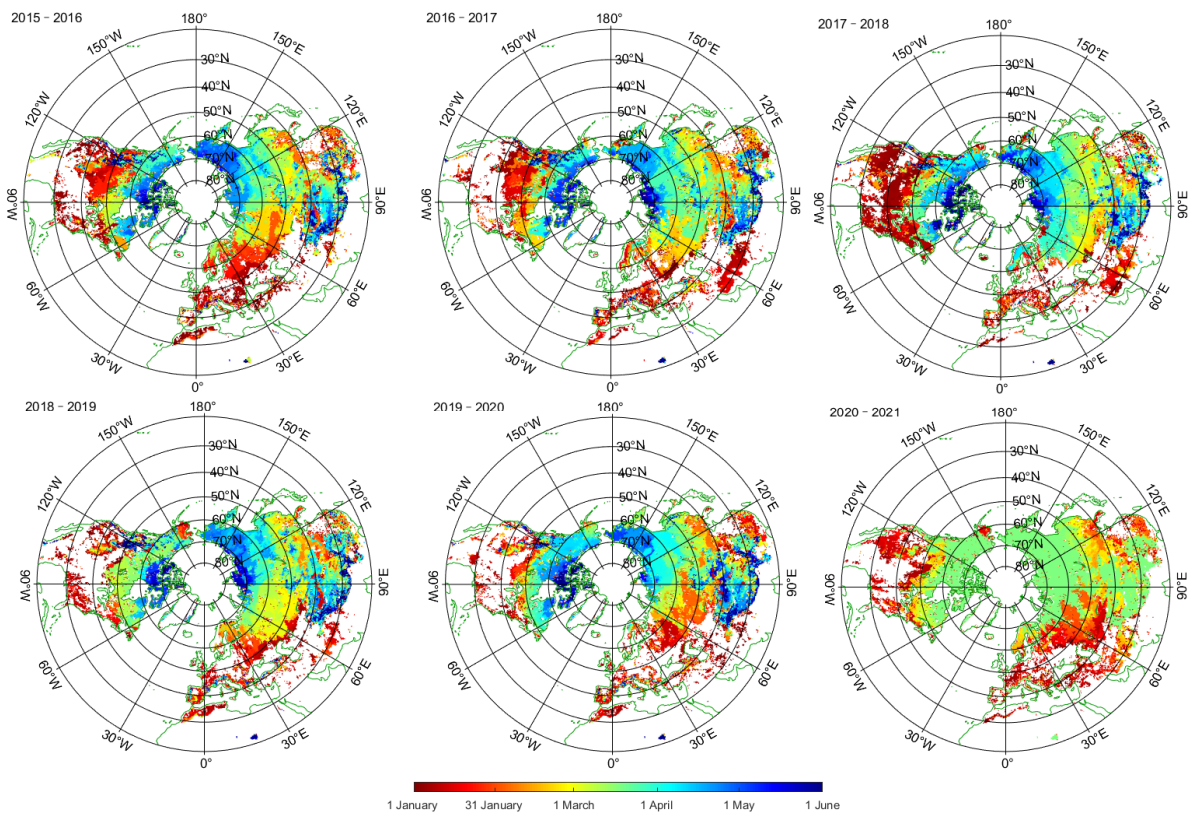 2015 – 2016
180°
150°W
150°E
30°N
40°N
120°W
120°E
50°N
60°N
70°N
80°N
90°W
90°E
60°W
60°E
30°W
30°E
0°
2016 – 2017
180°
150°W
150°E
30°N
40°N
120°W
120°E
50°N
60°N
70°N
80°N
90°W
90°E
60°W
60°E
30°W
30°E
0°
2017 – 2018
180°
150°W
150°E
30°N
40°N
120°W
120°E
50°N
60°N
70°N
80°N
90°W
90°E
60°W
60°E
30°W
30°E
0°
2018 – 2019
180°
150°W
150°E
30°N
40°N
120°W
120°E
50°N
60°N
70°N
80°N
90°W
90°E
60°W
60°E
30°W
30°E
0°
2019 – 2020
180°
150°W
150°E
30°N
40°N
120°W
120°E
50°N
60°N
70°N
80°N
90°W
90°E
60°W
60°E
30°W
30°E
0°
2020 – 2021
180°
150°W
150°E
30°N
40°N
120°W
120°E
50°N
60°N
70°N
80°N
90°W
90°E
60°W
60°E
30°W
30°E
0°
1 January 31 January 1 March 1 April 1 May 1 June